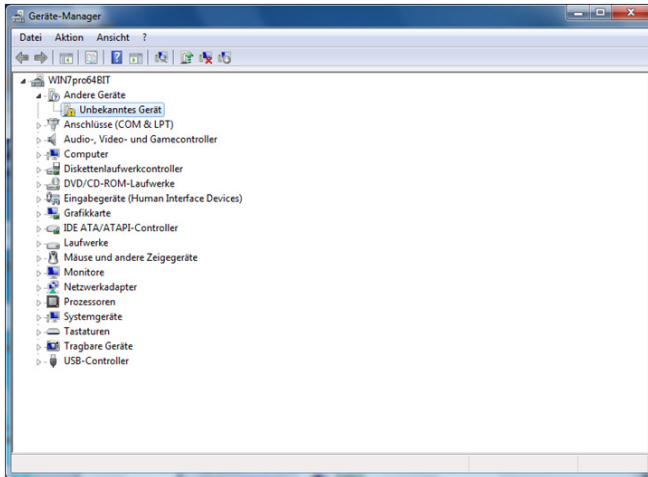 Geräte-Manager
Datei Aktion Ansicht ?
WIN7pro64BIT
Andere Geräte
Unbekanntes Gerät
Anschlüsse (COM & LPT)
Audio-, Video- und Gamecontroller
Computer
Diskettenlaufwerkcontroller
DVD/CD-ROM-Laufwerke
Eingabegeräte (Human Interface Devices)
Grafikkarte
IDE ATA/ATAPI-Controller
Laufwerke
Mäuse und andere Zeigegeräte
Monitore
Netzwerkadapter
Prozessoren
Systemgeräte
Tastaturen
Tragbare Geräte
USB-Controller